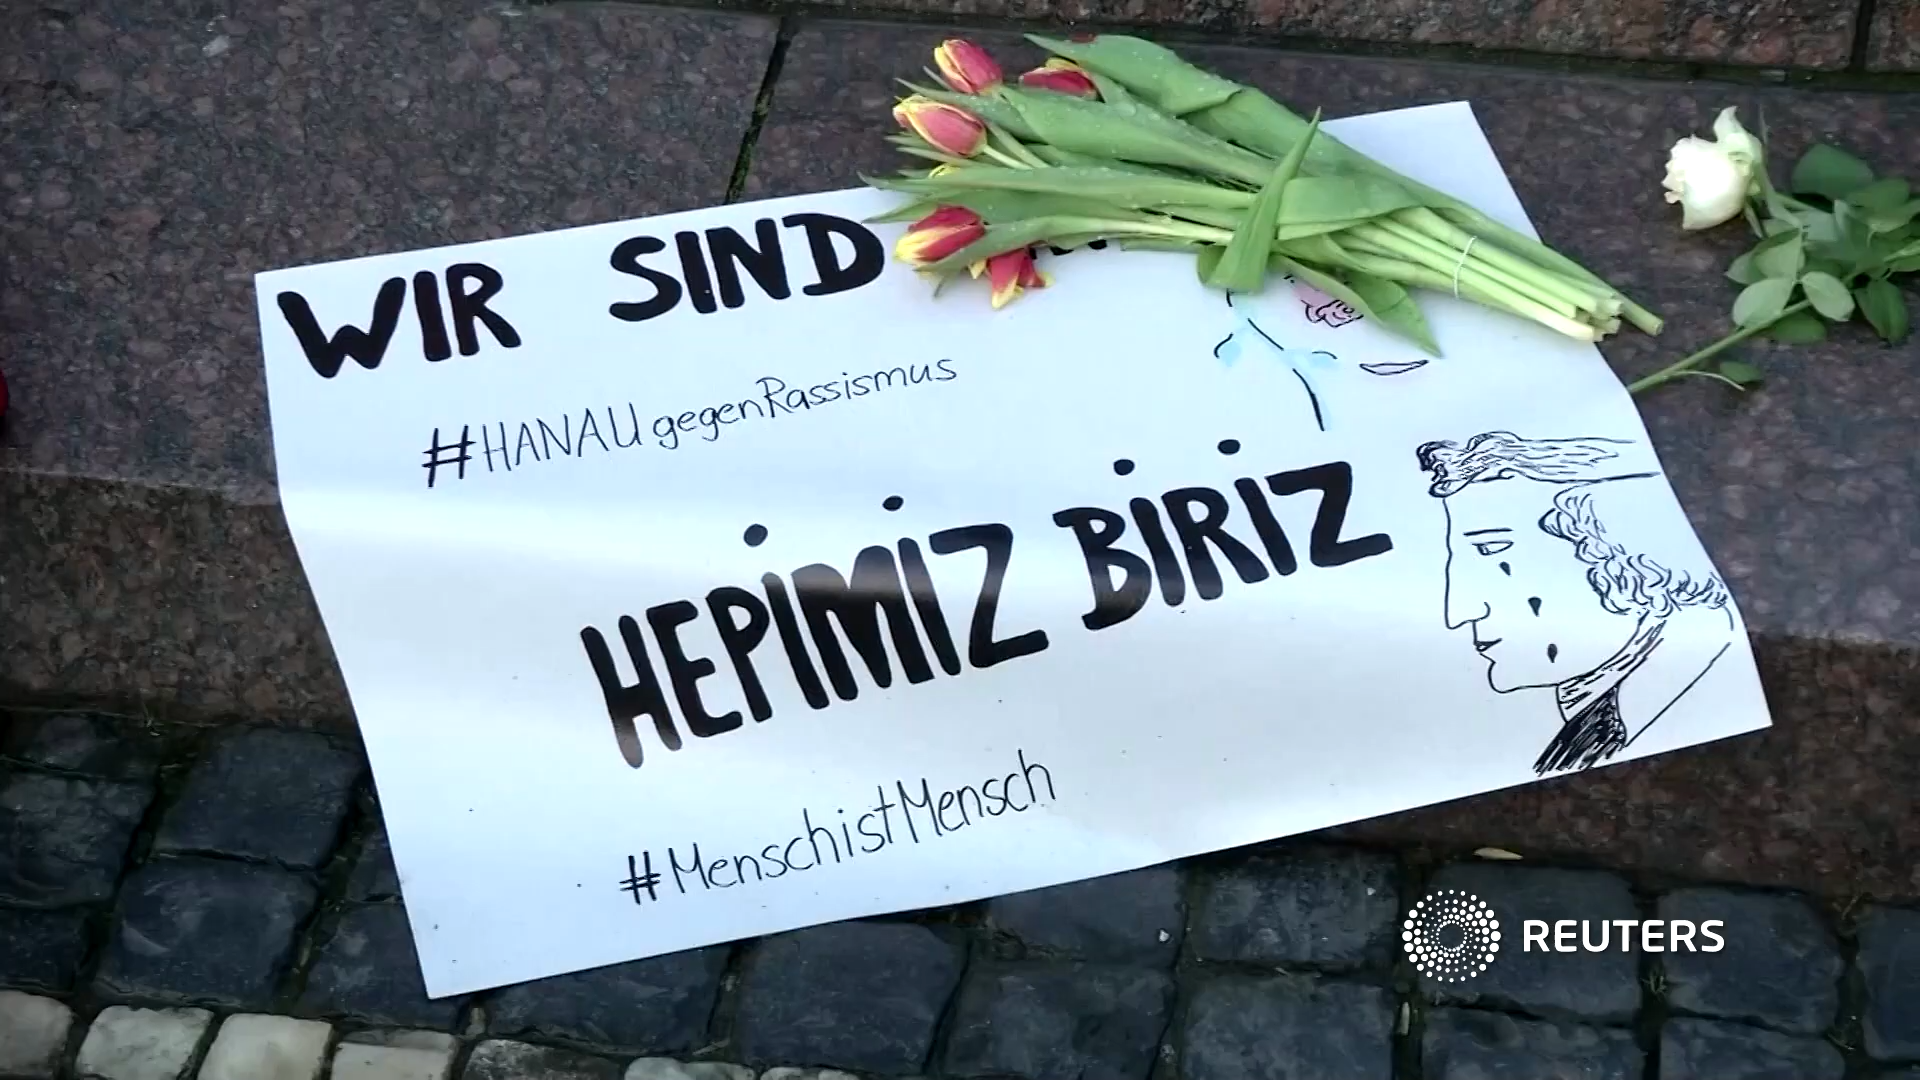 WIR SIND
#HANAUgegenRassismus
HEPİMİZ BİRİZ
#MenschistMensch
REUTERS